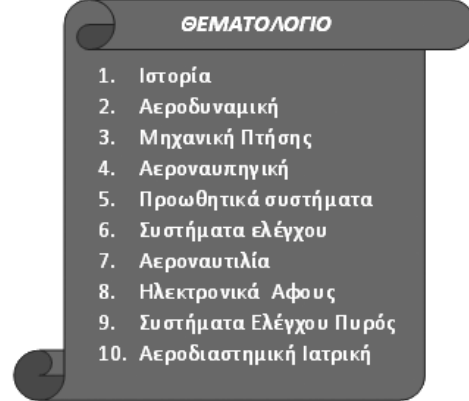 ΘΕΜΑΤΟΛΟΓΙΟ
1. Ιστορία
2. Αεροδυναμική
3. Μηχανική Πτήσης
4. Αεροναυπηγική
5. Προωθητικά συστήματα
6. Συστήματα ελέγχου
7. Αεροναυτιλία
8. Ηλεκτρονικά Αφους
9. Συστήματα Ελέγχου Πυρός
10. Αεροδιαστημική Ιατρική